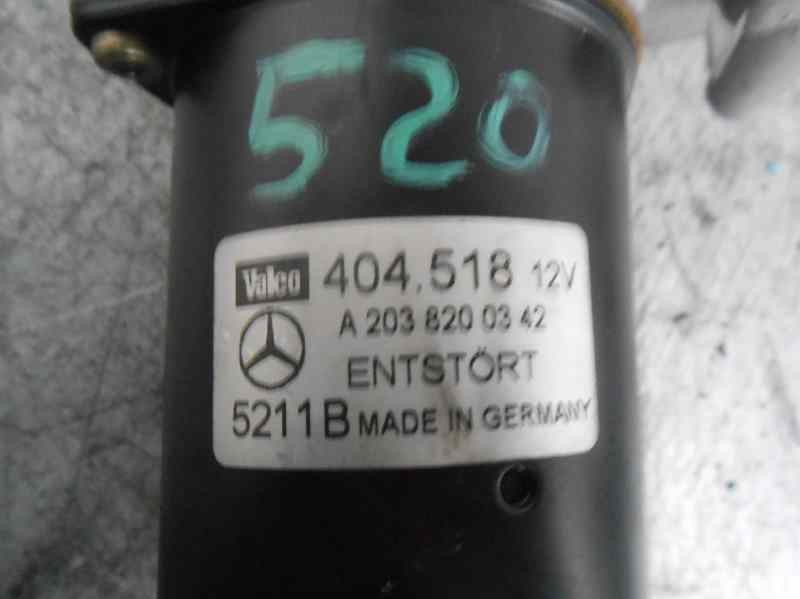 520
Valeo 404.518 12V
A 203 820 03 42
ENTSTÖRT
5211B MADE IN GERMANY